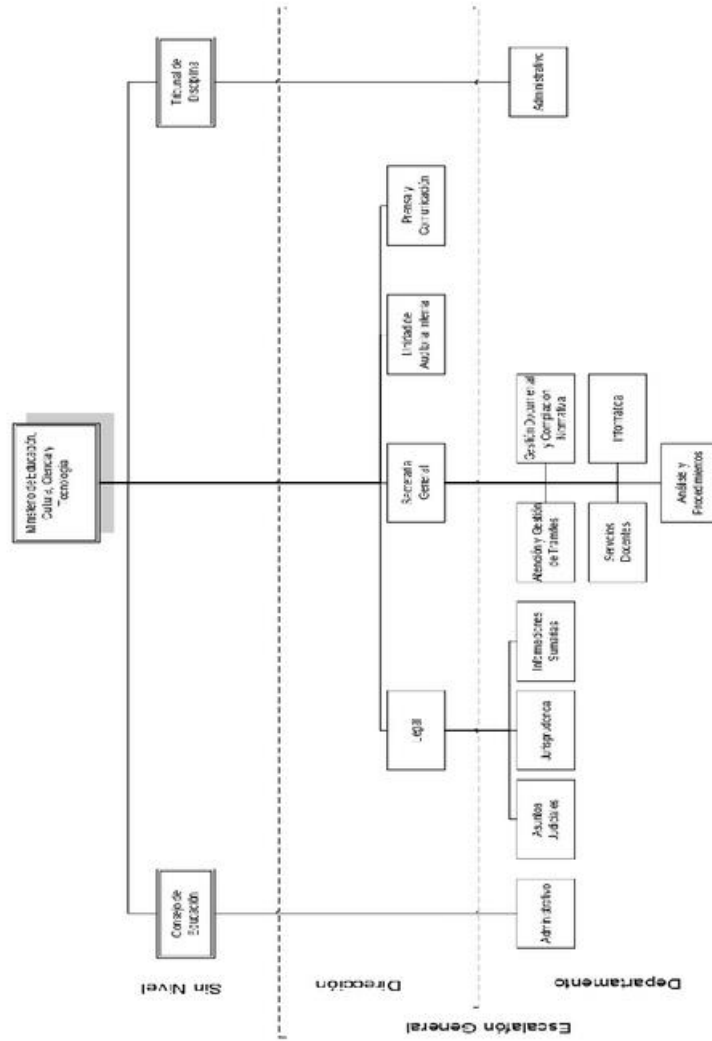 Ministerio de Educación,
Cultura, Ciencia y
Tecnología
Sin Nivel
Consejo de
Educación
Tribunal de
Disciplina
Dirección
Legal
Secretaría
General
Unidad de
Auditoría Interna
Prensa y
Comunicación
Escalafón General
Departamento
Administrativo
Asuntos
Judiciales
Jurisprudencia
Informaciones
Sumarias
Atención y Gestión
de Trámites
Gestión Documental
y Compilación
Normativa
Servicios
Docentes
Informática
Análisis y
Procedimientos
Administrativo